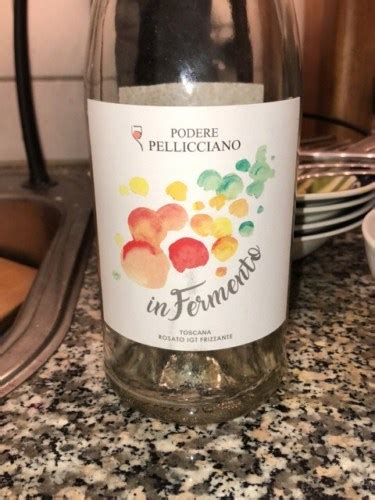 PODERE
PELLICCIANO
in Fermento
TOSCANA
ROSATO IGT FRIZZANTE